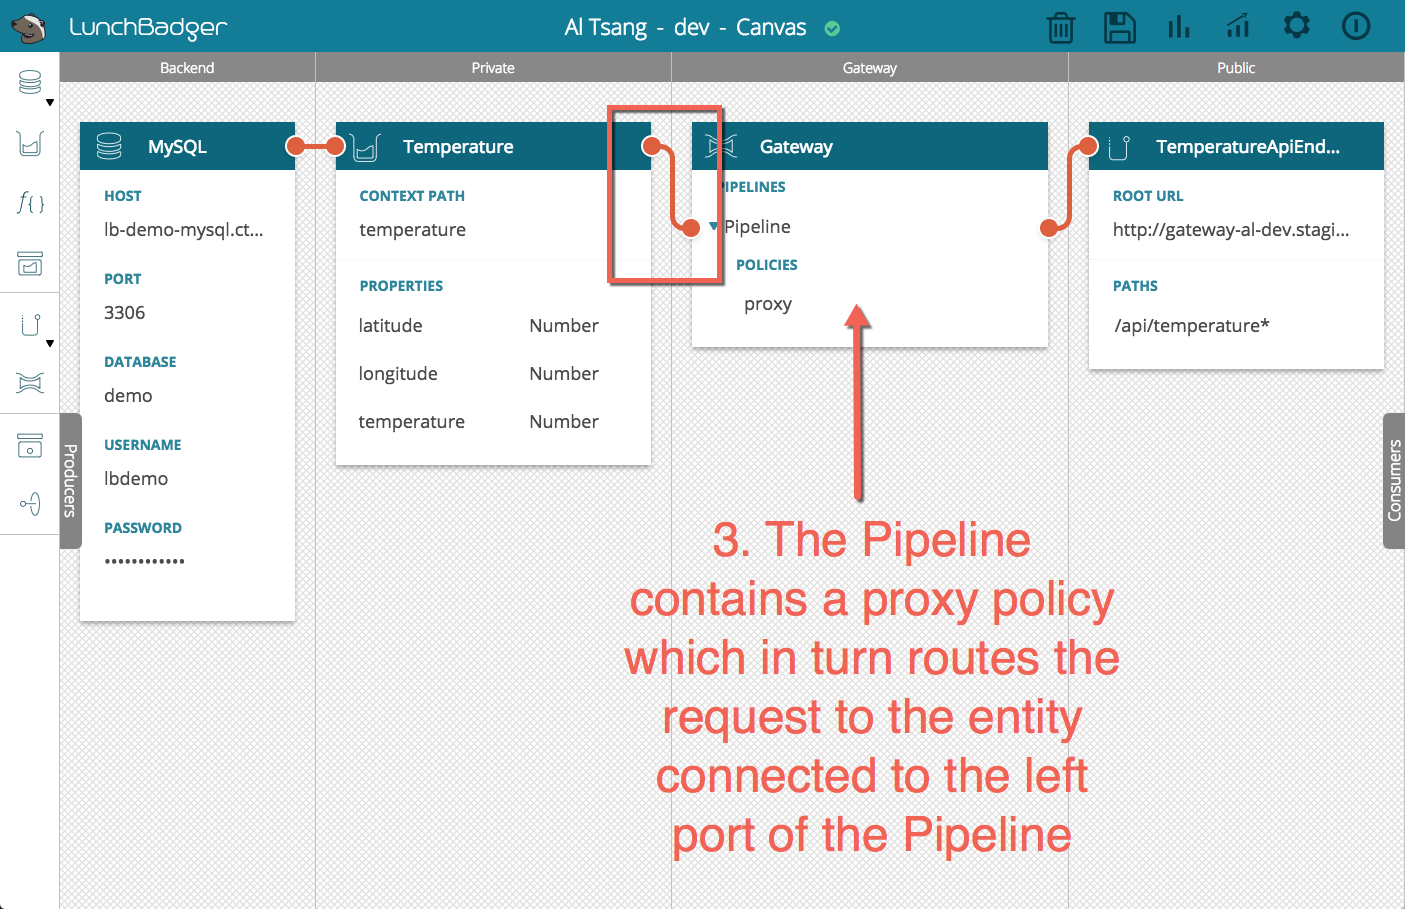 LunchBadger
Al Tsang - dev - Canvas
Backend
Private
Gateway
Public
MySQL
HOST
lb-demo-mysql.ct...
PORT
3306
DATABASE
demo
USERNAME
lbdemo
PASSWORD
••••••••••••
Temperature
CONTEXT PATH
temperature
PROPERTIES
latitude Number
longitude Number
temperature Number
Gateway
PIPELINES
Pipeline
POLICIES
proxy
TemperatureApiEnd...
ROOT URL
http://gateway-al-dev.stagi...
PATHS
/api/temperature*
f{}
Producers
Consumers
3. The Pipeline
contains a proxy policy
which in turn routes the
request to the entity
connected to the left
port of the Pipeline